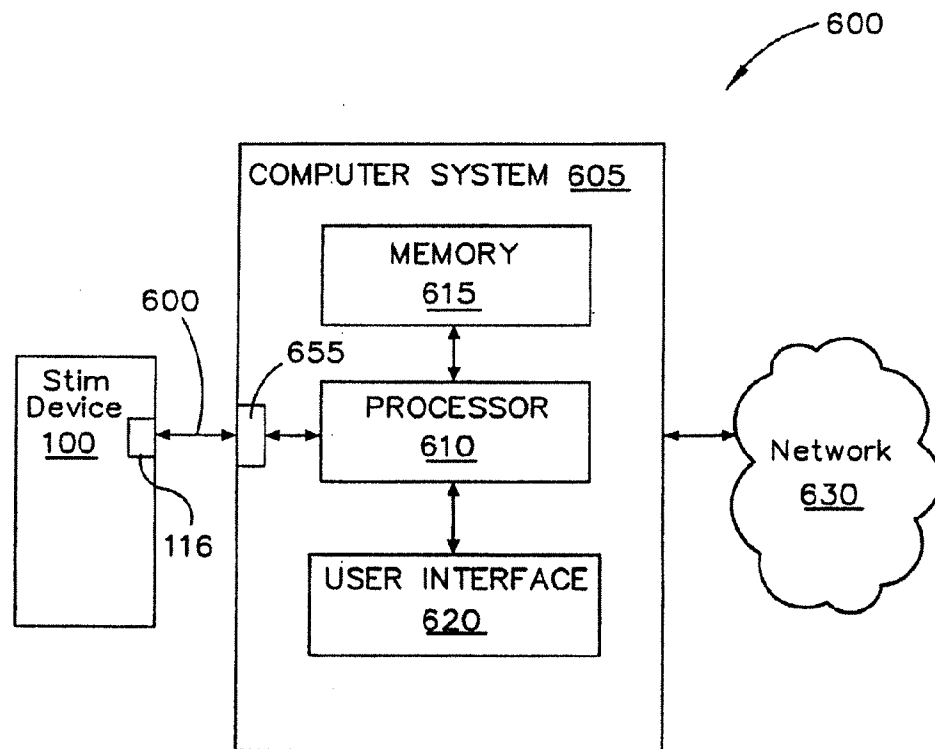 600
COMPUTER SYSTEM 605
MEMORY
615
600
655
Stim
Device
100
PROCESSOR
610
Network
630
116
USER INTERFACE
620